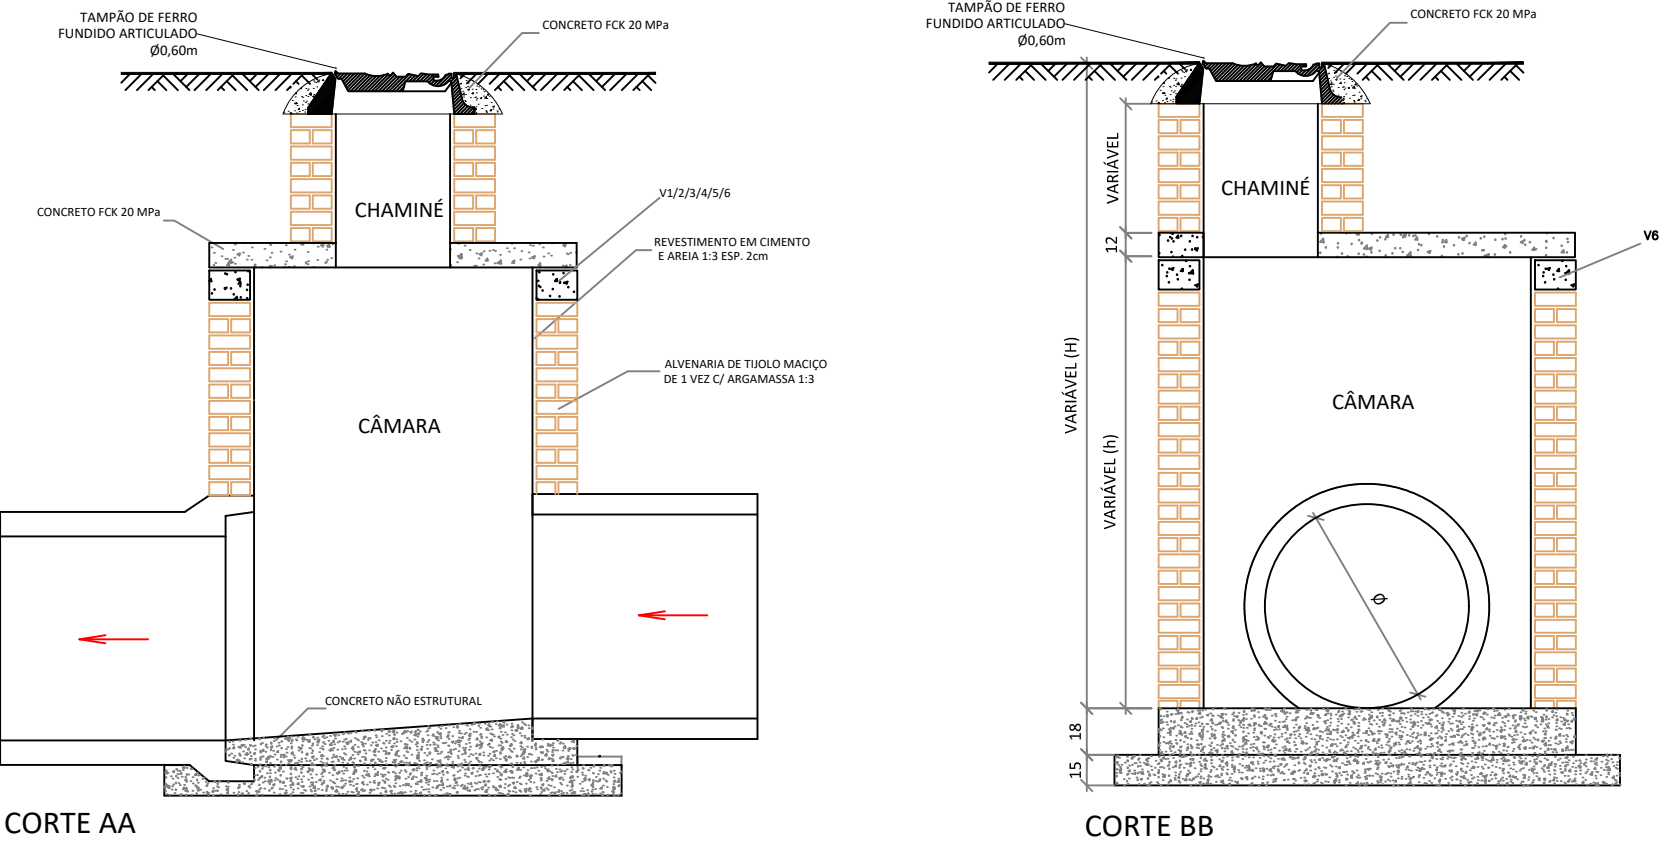 TAMPÃO DE FERRO
FUNDIDO ARTICULADO
Ø0,60m
CONCRETO FCK 20 MPa
CHAMINÉ
CONCRETO FCK 20 MPa
V1/2/3/4/5/6
REVESTIMENTO EM CIMENTO
E AREIA 1:3 ESP. 2cm
ALVENARIA DE TIJOLO MACIÇO
DE 1 VEZ C/ ARGAMASSA 1:3
CÂMARA
CONCRETO NÃO ESTRUTURAL
CORTE AA
TAMPÃO DE FERRO
FUNDIDO ARTICULADO
Ø0,60m
CONCRETO FCK 20 MPa
VARIÁVEL
CHAMINÉ
12
V6
VARIÁVEL (H)
CÂMARA
VARIÁVEL (h)
Ø
18
15
CORTE BB